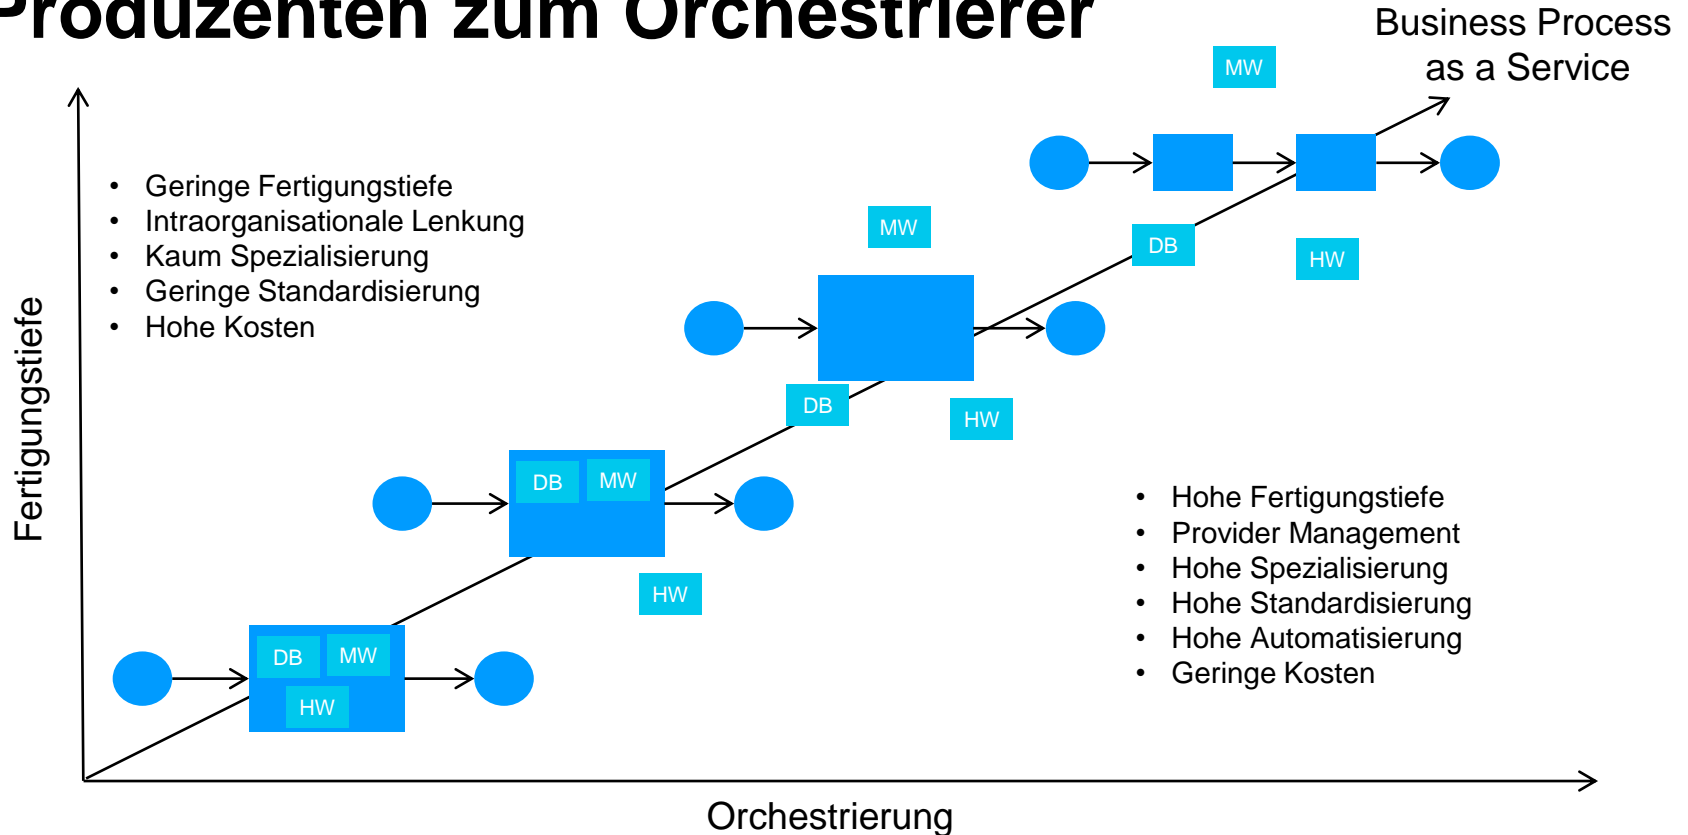 Produzenten zum Orchestrierer
Business Process
as a Service
MW
DB
HW
MW
DB
HW
DB
MW
HW
DB
MW
HW
• Geringe Fertigungstiefe
• Intraorganisationale Lenkung
• Kaum Spezialisierung
• Geringe Standardisierung
• Hohe Kosten
• Hohe Fertigungstiefe
• Provider Management
• Hohe Spezialisierung
• Hohe Standardisierung
• Hohe Automatisierung
• Geringe Kosten
Fertigungstiefe
Orchestrierung